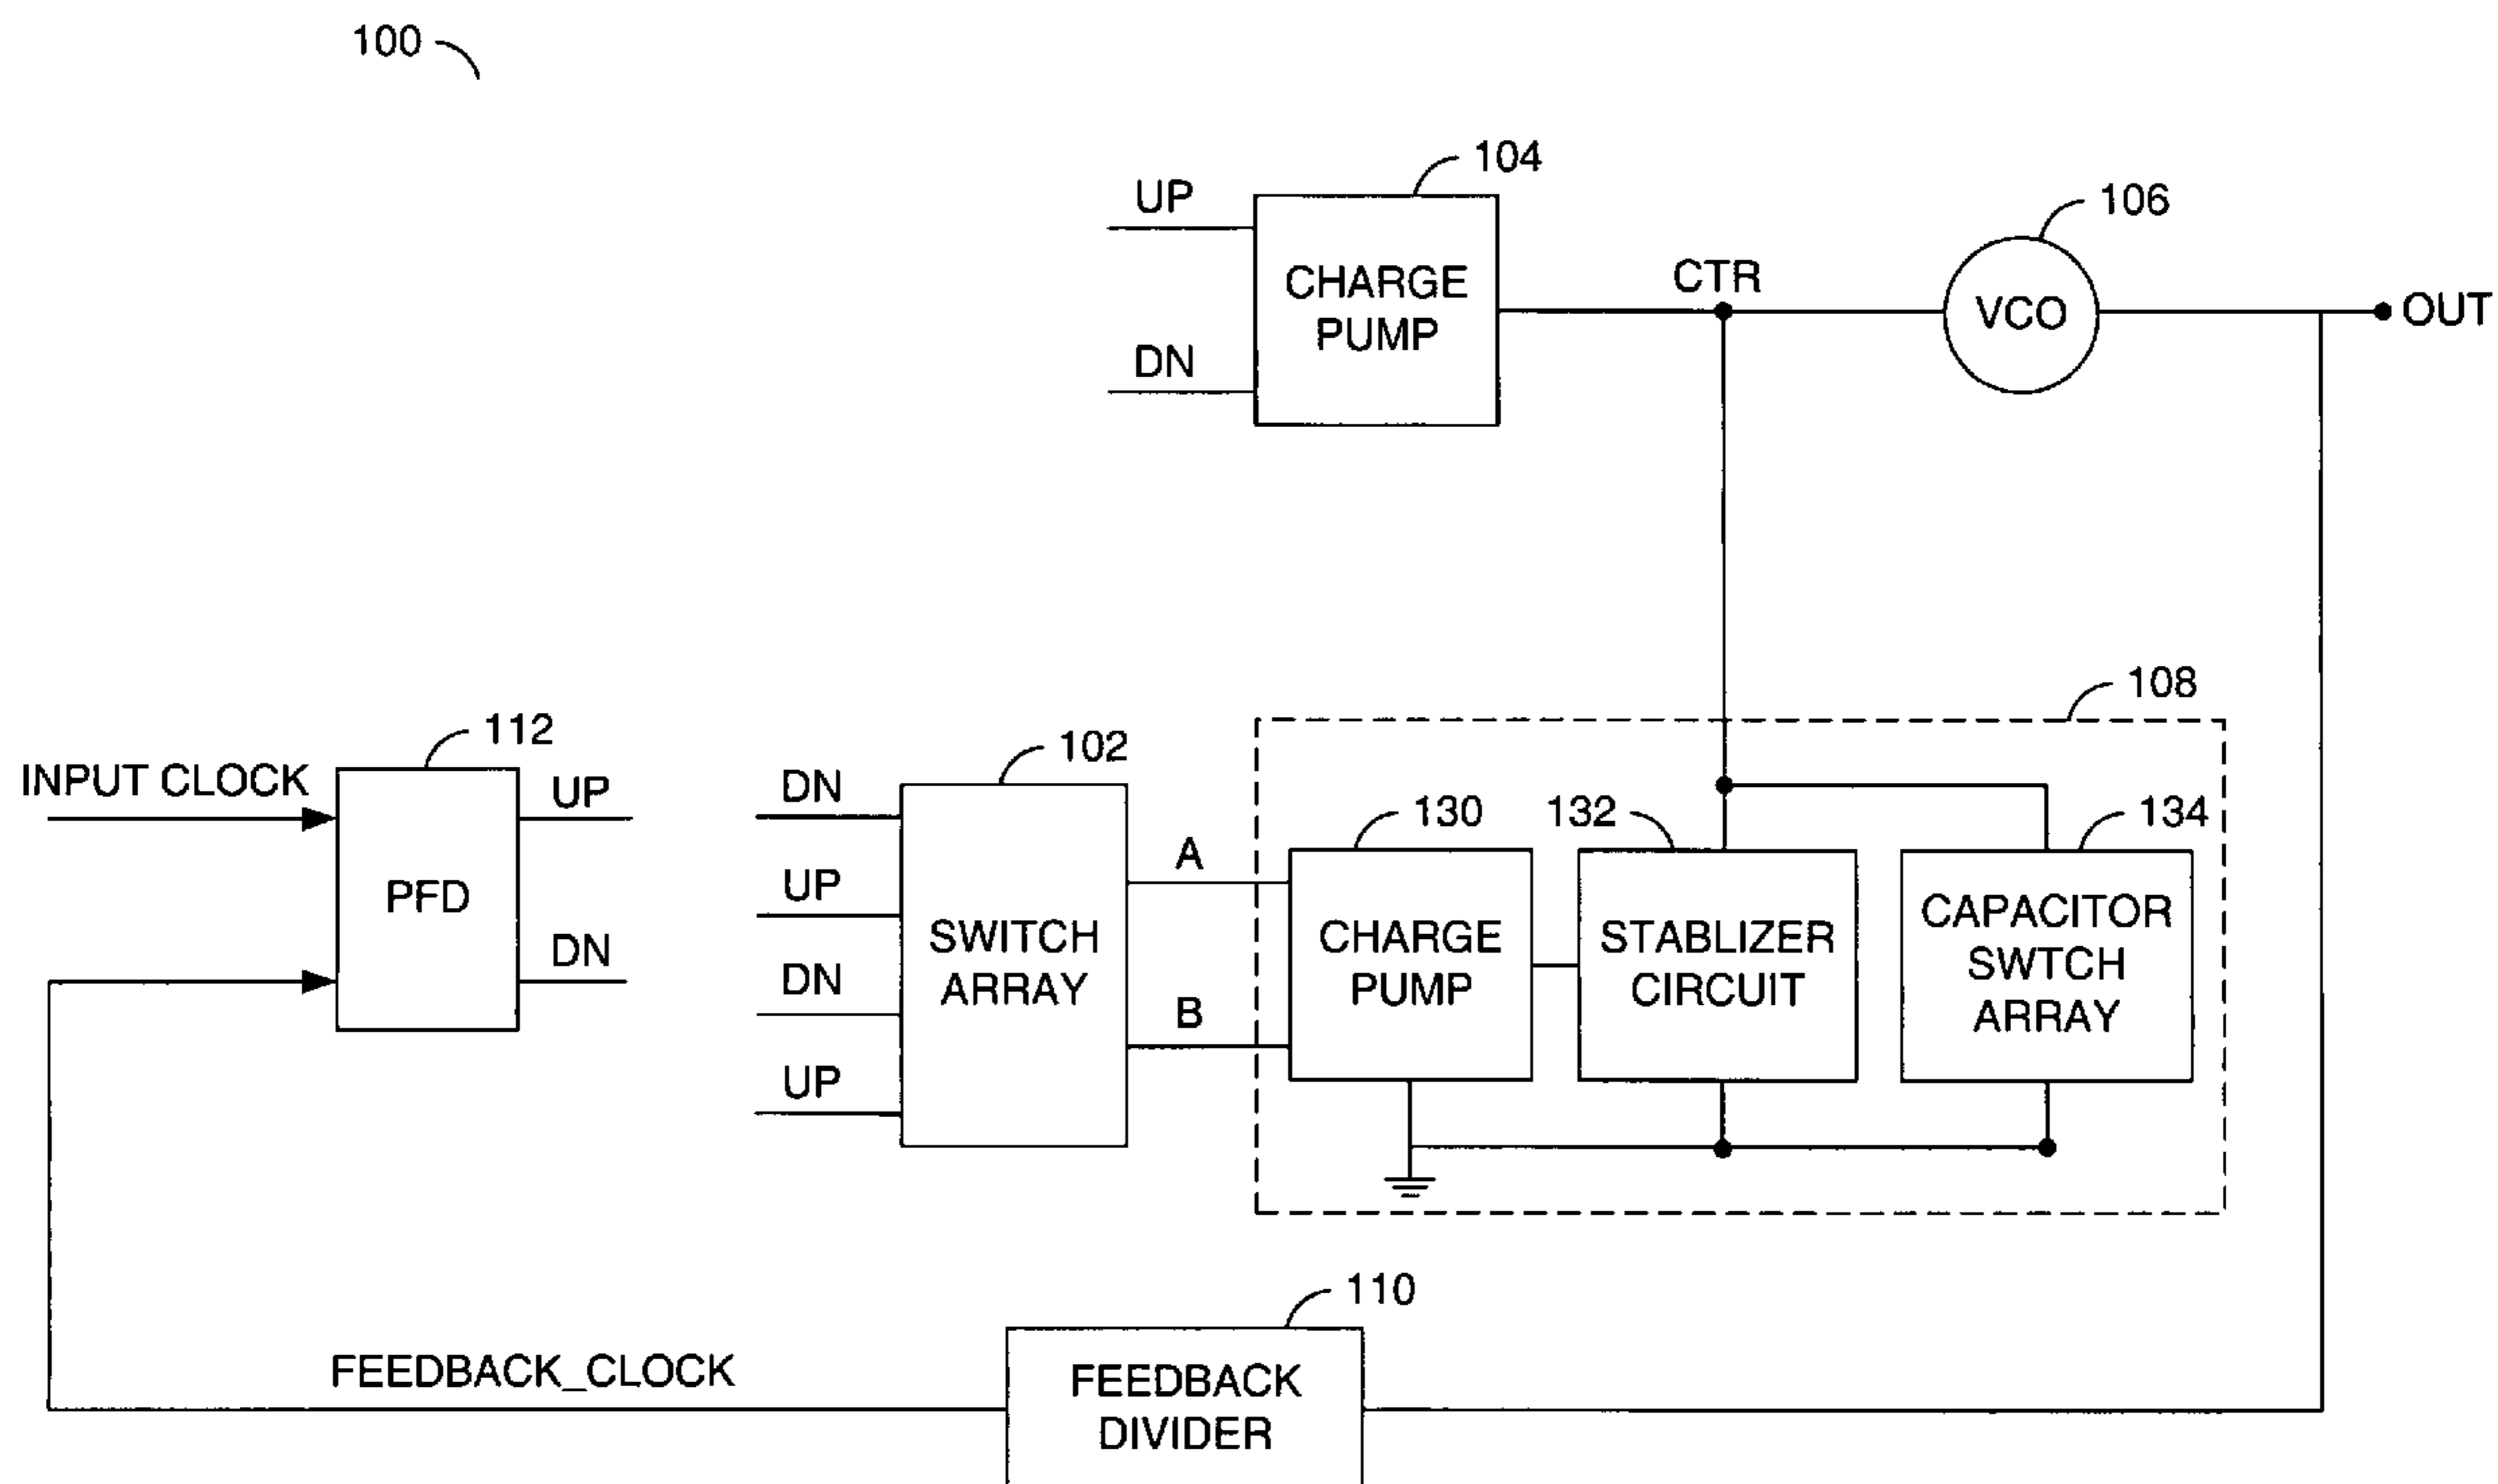 100
104
UP
CHARGE
PUMP
DN
CTR
106
VCO
OUT
108
112
INPUT CLOCK
PFD
UP
DN
102
DN
UP
DN
UP
SWITCH
ARRAY
A
B
130
CHARGE
PUMP
132
STABLIZER
CIRCUIT
134
CAPACITOR
SWTCH
ARRAY
110
FEEDBACK_CLOCK
FEEDBACK
DIVIDER